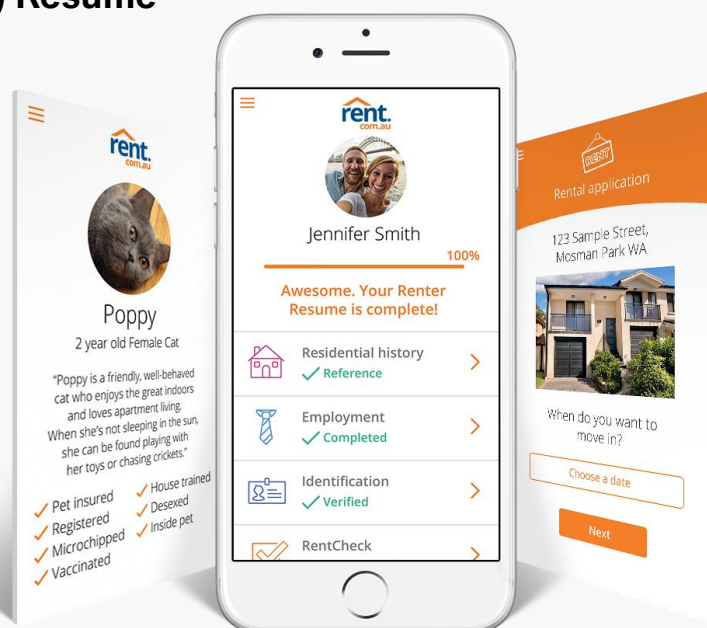 ) Resume
rent.
com.au
Poppy
2 year old Female Cat
"Poppy is a friendly, well-behaved
cat who enjoys the great indoors
and loves apartment living.
When she's not sleeping in the sun,
she can be found playing with
her toys or chasing crickets."
Pet insured
Registered
Microchipped
Vaccinated
House trained
Desexed
Inside pet
rent.
com.au
Jennifer Smith
100%
Awesome. Your Renter
Resume is complete!
Residential history
Reference
Employment
Completed
Identification
Verified
RentCheck
RENT
Rental application
123 Sample Street,
Mosman Park WA
When do you want to
move in?
Choose a date
Next